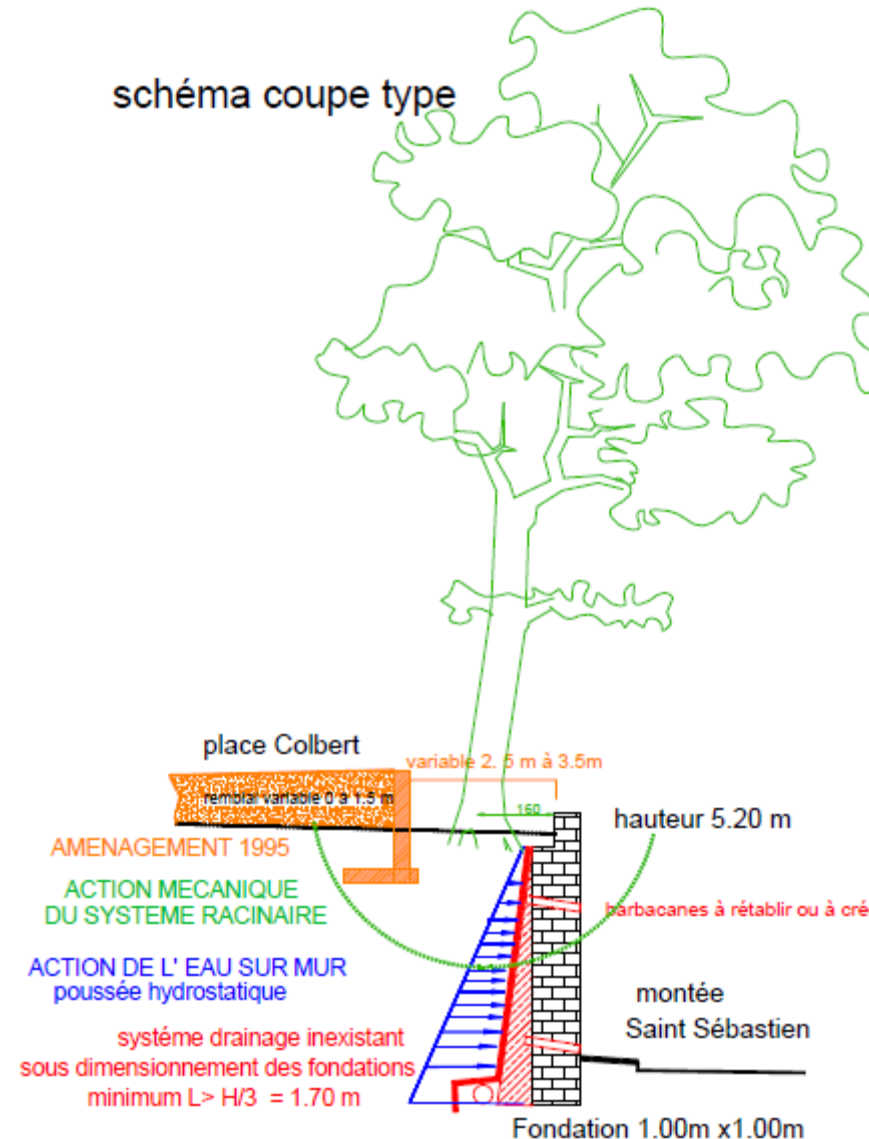 schéma coupe type
place Colbert
variable 2. 5 m à 3.5m
remblai variable 0 à 1.5 m
160
hauteur 5.20 m
AMENAGEMENT 1995
ACTION MECANIQUE
DU SYSTEME RACINAIRE
barbacanes à rétablir ou à cré
ACTION DE L' EAU SUR MUR
poussée hydrostatique
montée
Saint Sébastien
systéme drainage inexistant
sous dimensionnement des fondations
minimum L> H/3 = 1.70 m
Fondation 1.00m x1.00m